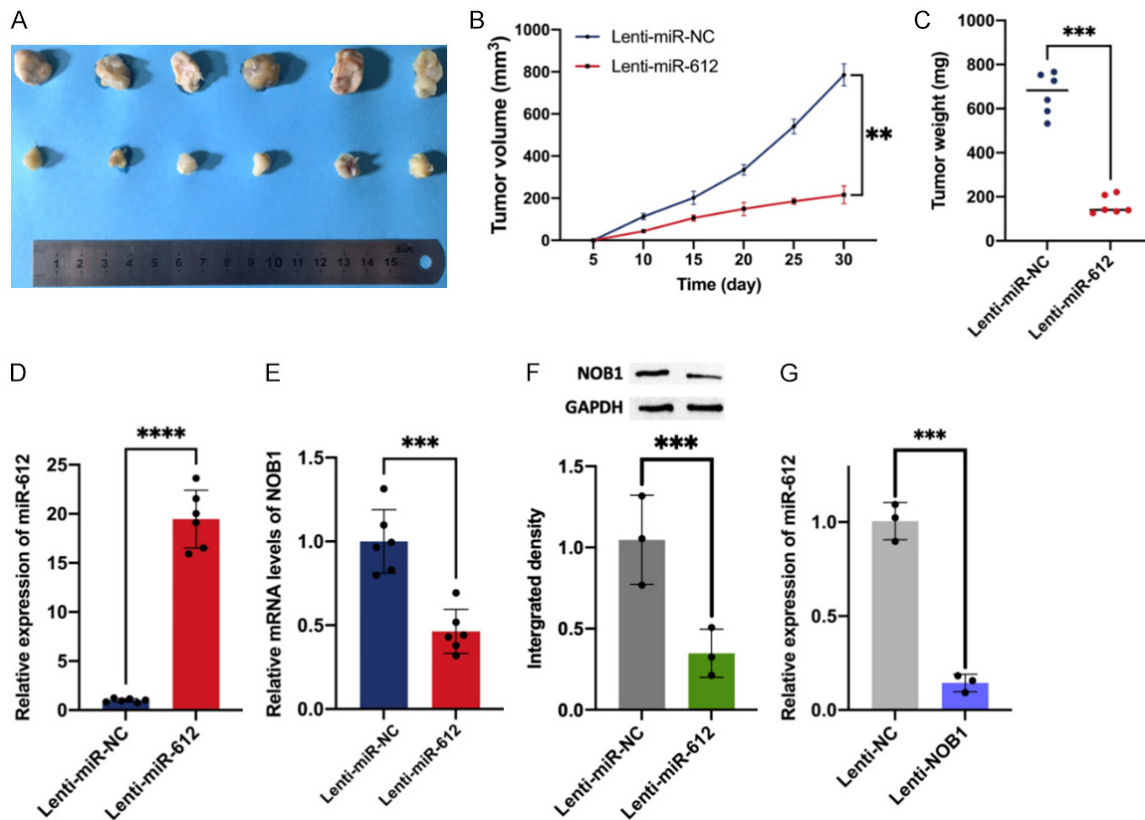 A
1 2 3 4 5 6 7 8 9 10 11 12 13 14 15
B
Lenti-miR-NC
Lenti-miR-612
Tumor volume (mm3)
1000
800
600
400
200
0
**
5 10 15 20 25 30
Time (day)
C
***
Tumor weight (mg)
1000
800
600
400
200
0
Lenti-miR-NC
Lenti-miR-612
D
****
Relative expression of miR-612
25
20
15
10
5
0
Lenti-miR-NC
Lenti-miR-612
E
***
Relative mRNA levels of NOB1
1.5
1.0
0.5
0.0
Lenti-miR-NC
Lenti-miR-612
F
NOB1
GAPDH
***
Intergrated density
1.5
1.0
0.5
0.0
Lenti-miR-NC
Lenti-miR-612
G
***
Relative expression of miR-612
1.0
0.5
0.0
Lenti-NC
Lenti-NOB1